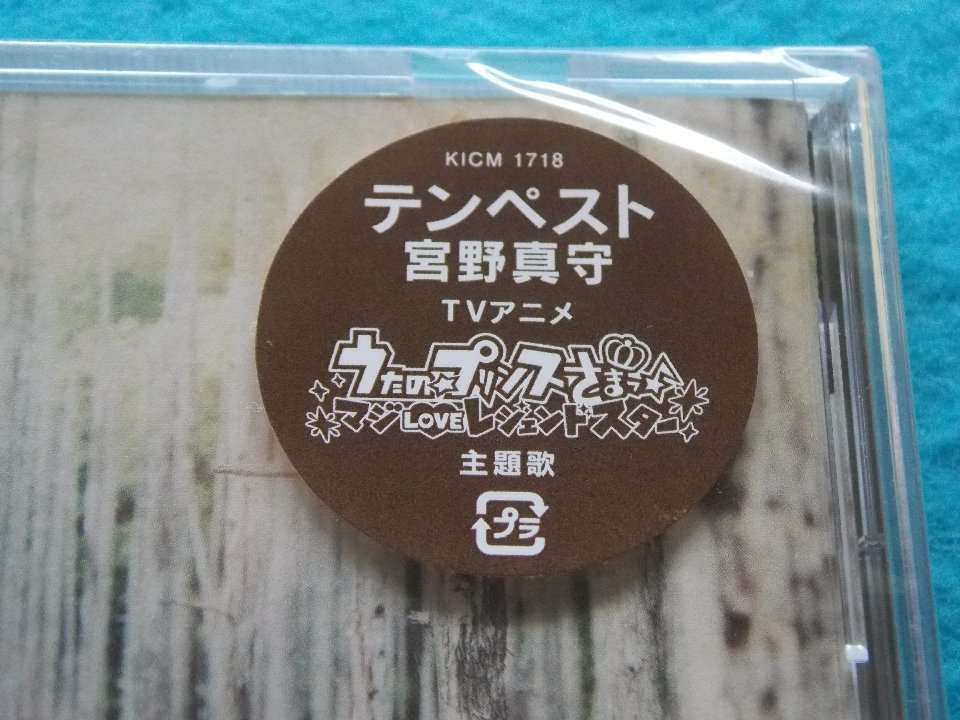 KICM 1718
テンペスト
宮野真守
TVアニメ
うたの☆プリンスさまっ♪
マジLOVEレジェンドスター
主題歌
プラ